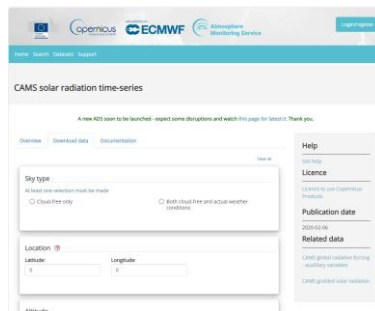 Copernicus
ECMWF
Atmosphere
Monitoring Service
Login/register
Home Search Datasets Support
CAMS solar radiation time-series
A new ADS soon to be launched - expect some disruptions and watch this page for latest. Thank you.
Overview Download data Documentation
Sky type
At least one selection must be made
Cloud-free only
Both cloud-free and actual weather
conditions
Location
Latitude
Longitude
0
0
Altitude
Help
Get help
Licence
Licence to use Copernicus
Products
Publication date
2020-02-06
Related data
CAMS global radiative forcing
- auxiliary variables
CAMS gridded solar radiation